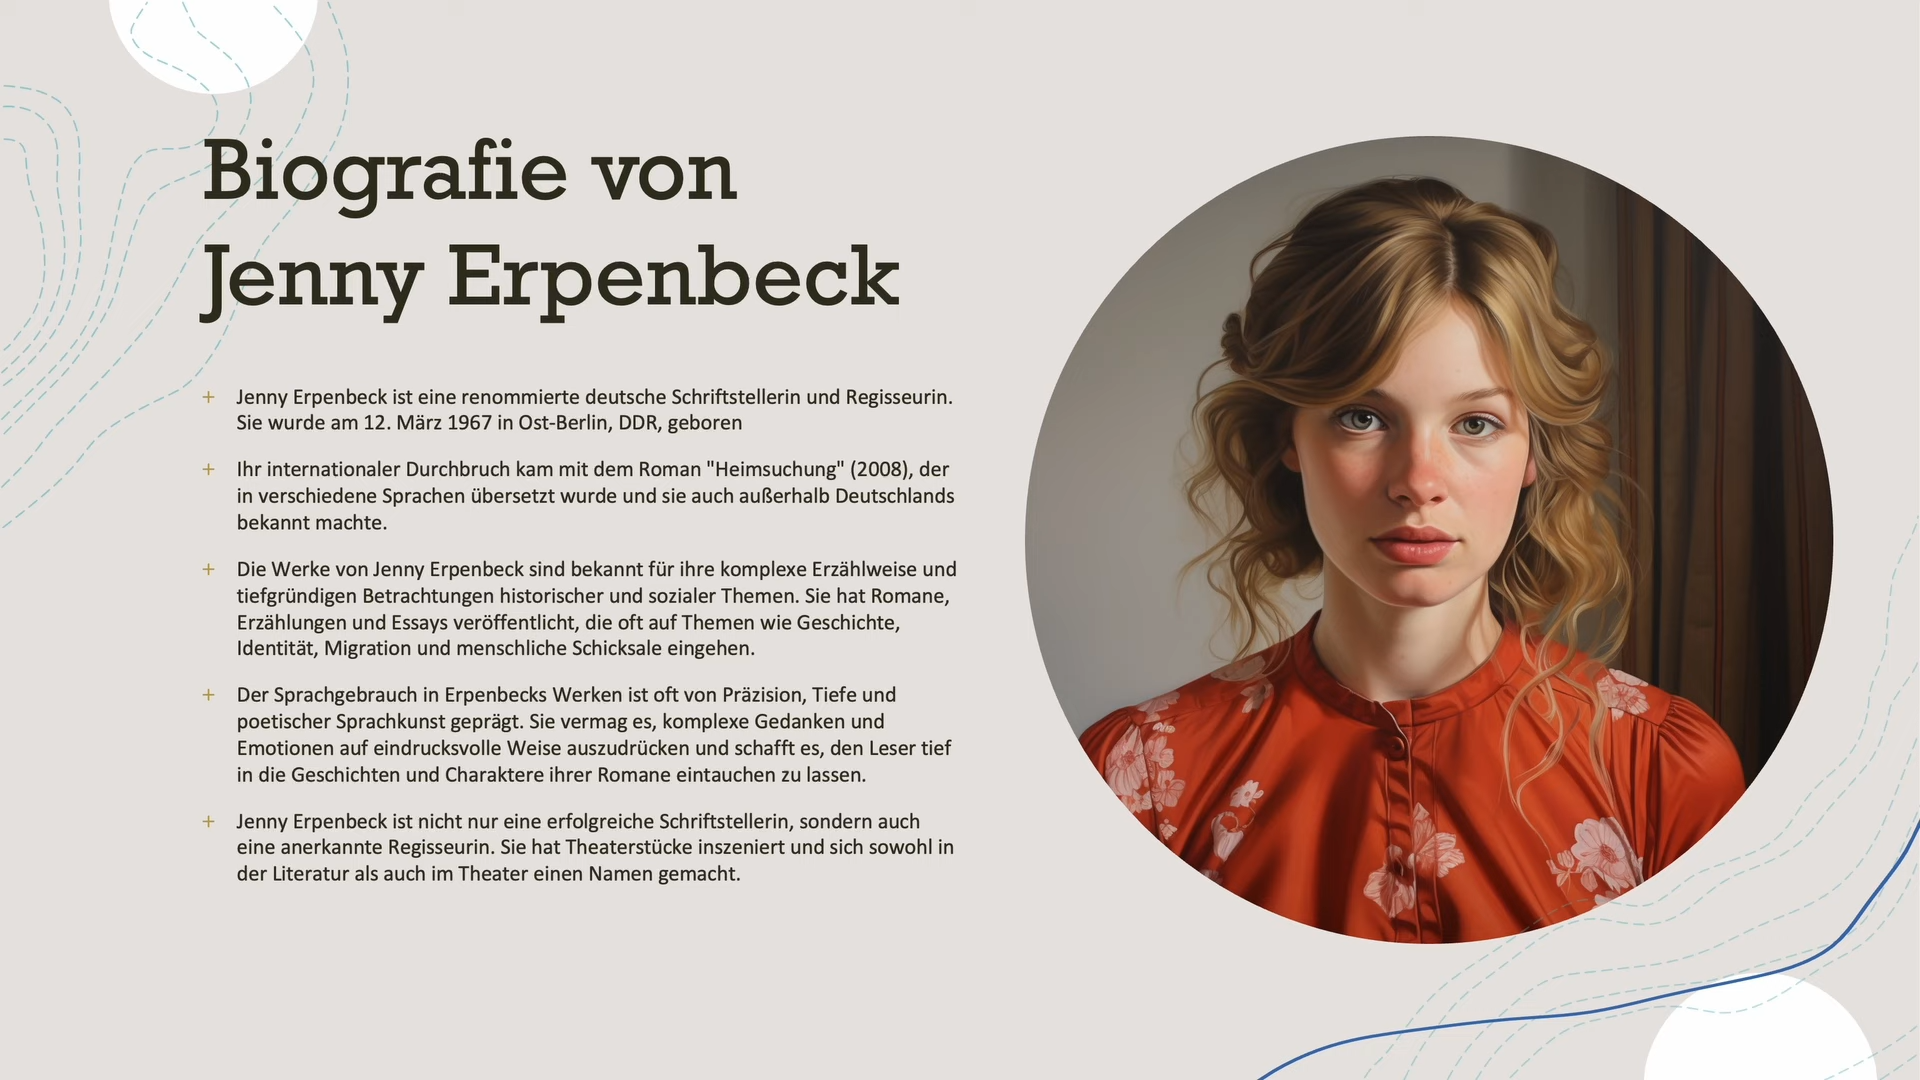 Biografie von
Jenny Erpenbeck
+ Jenny Erpenbeck ist eine renommierte deutsche Schriftstellerin und Regisseurin.
Sie wurde am 12. März 1967 in Ost-Berlin, DDR, geboren
+ Ihr internationaler Durchbruch kam mit dem Roman "Heimsuchung" (2008), der
in verschiedene Sprachen übersetzt wurde und sie auch außerhalb Deutschlands
bekannt machte.
+ Die Werke von Jenny Erpenbeck sind bekannt für ihre komplexe Erzählweise und
tiefgründigen Betrachtungen historischer und sozialer Themen. Sie hat Romane,
Erzählungen und Essays veröffentlicht, die oft auf Themen wie Geschichte,
Identität, Migration und menschliche Schicksale eingehen.
+ Der Sprachgebrauch in Erpenbecks Werken ist oft von Präzision, Tiefe und
poetischer Sprachkunst geprägt. Sie vermag es, komplexe Gedanken und
Emotionen auf eindrucksvolle Weise auszudrücken und schafft es, den Leser tief
in die Geschichten und Charaktere ihrer Romane eintauchen zu lassen.
+ Jenny Erpenbeck ist nicht nur eine erfolgreiche Schriftstellerin, sondern auch
eine anerkannte Regisseurin. Sie hat Theaterstücke inszeniert und sich sowohl in
der Literatur als auch im Theater einen Namen gemacht.